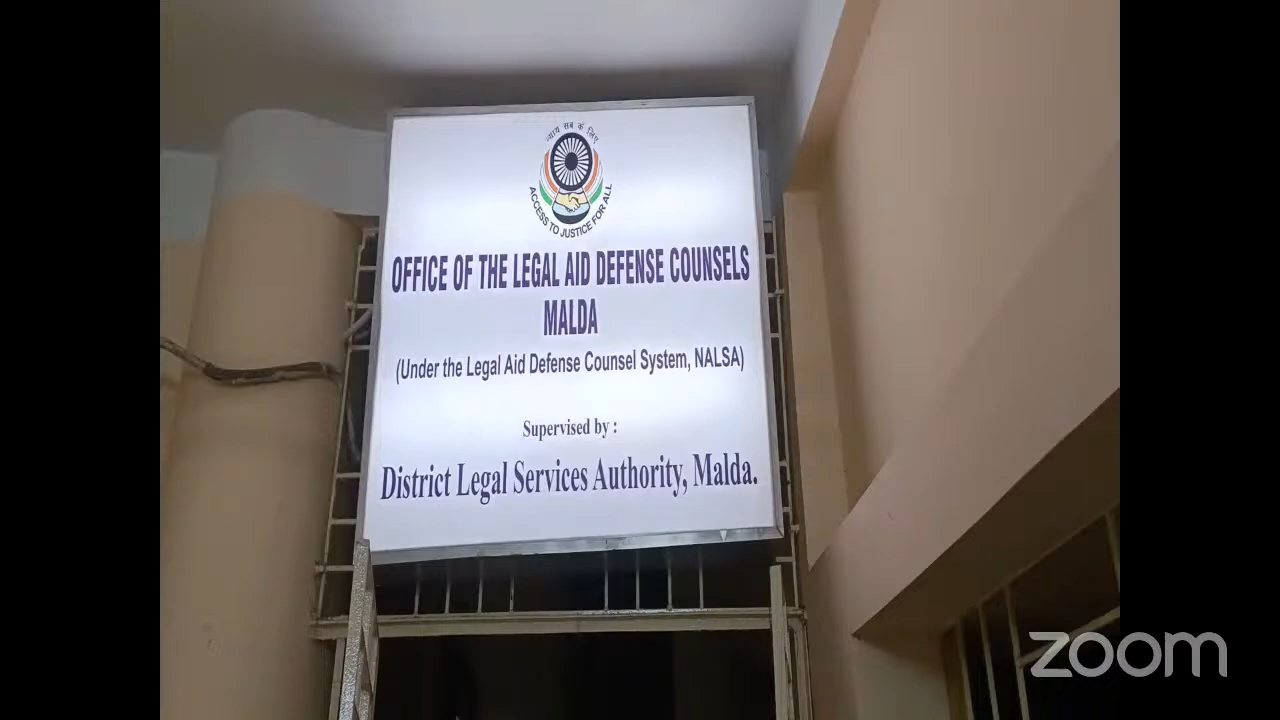 न्याय सब के लिए
ACCESS TO JUSTICE FOR ALL
OFFICE OF THE LEGAL AID DEFENSE COUNSELS
MALDA
(Under the Legal Aid Defense Counsel System, NALSA)
Supervised by :
District Legal Services Authority, Malda.
zoom